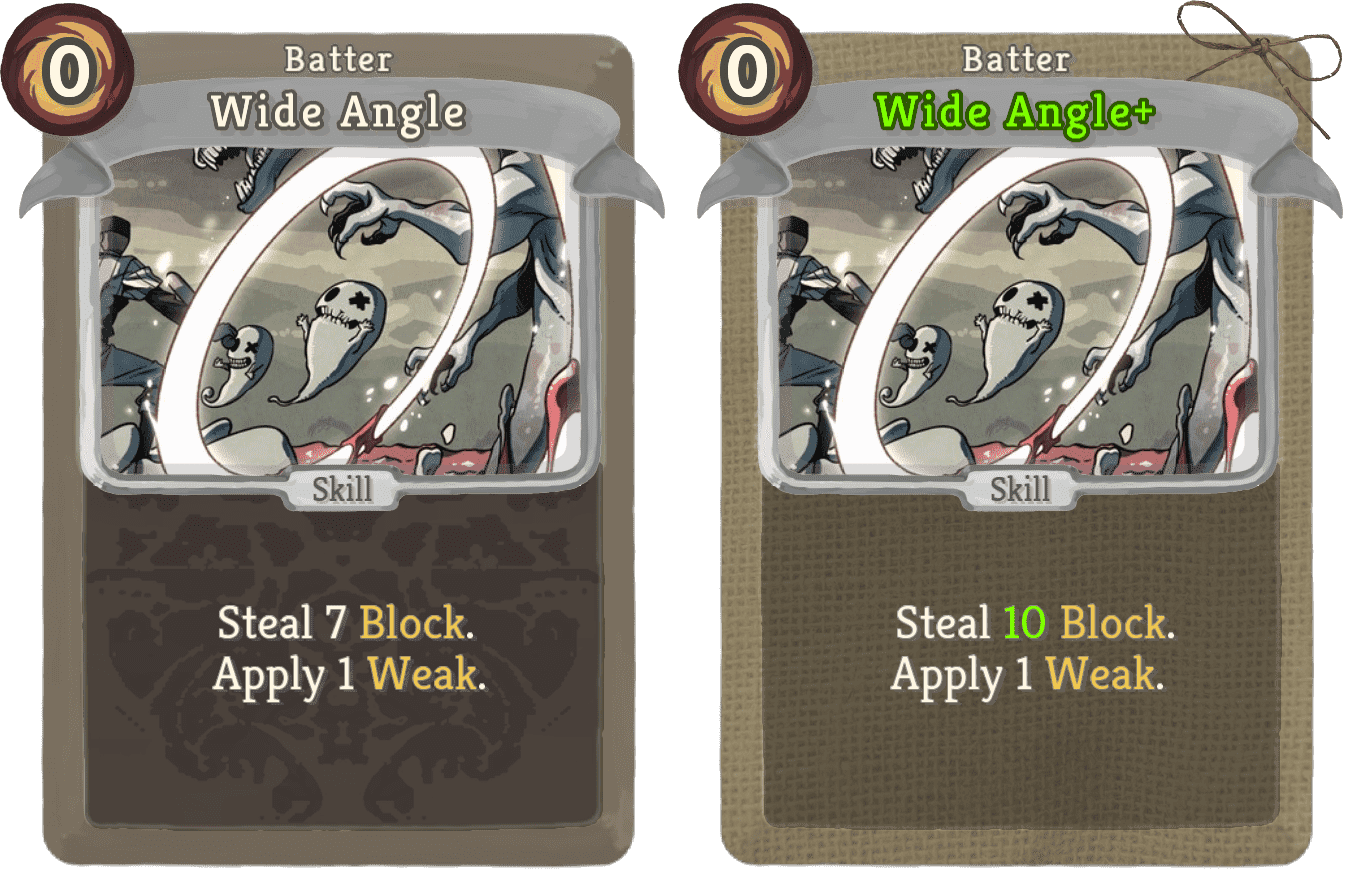 0
Batter
Wide Angle
Skill
Steal 7 Block.
Apply 1 Weak.
0
Batter
Wide Angle+
Skill
Steal 10 Block.
Apply 1 Weak.